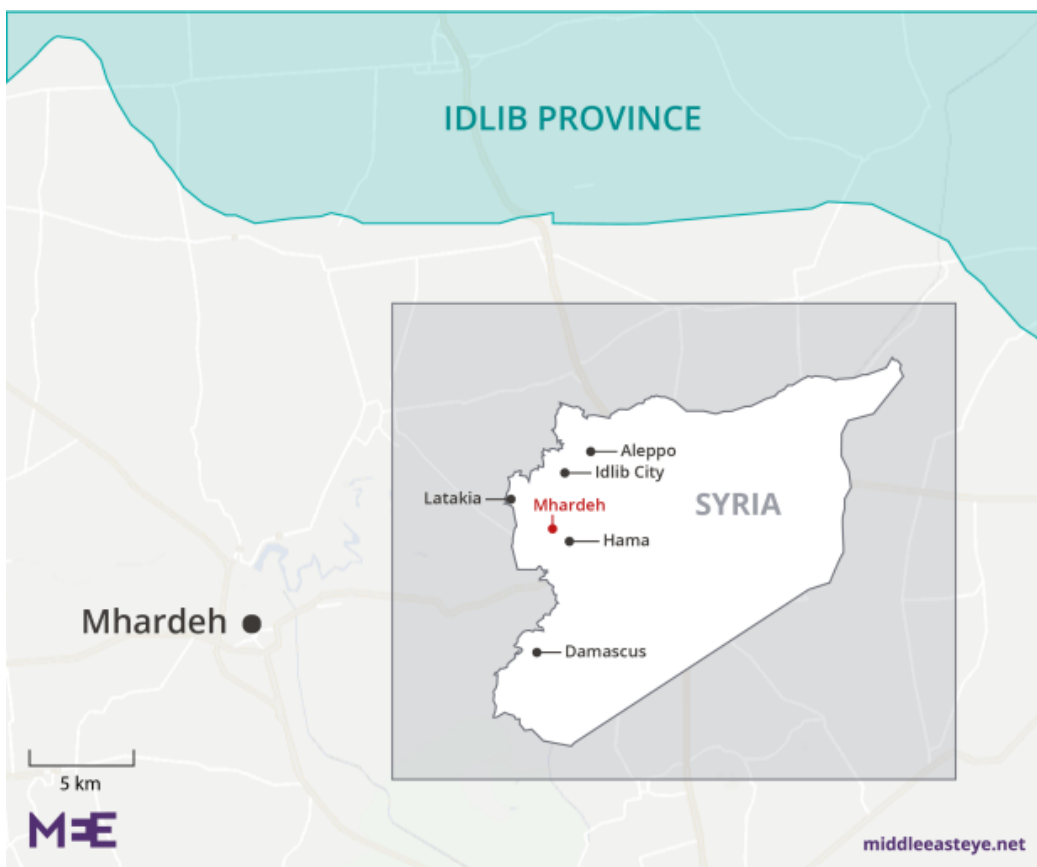 IDLIB PROVINCE
Aleppo
Idlib City
Latakia
Mhardeh
SYRIA
Hama
Mhardeh
Damascus
5 km
MEE
middleeasteye.net